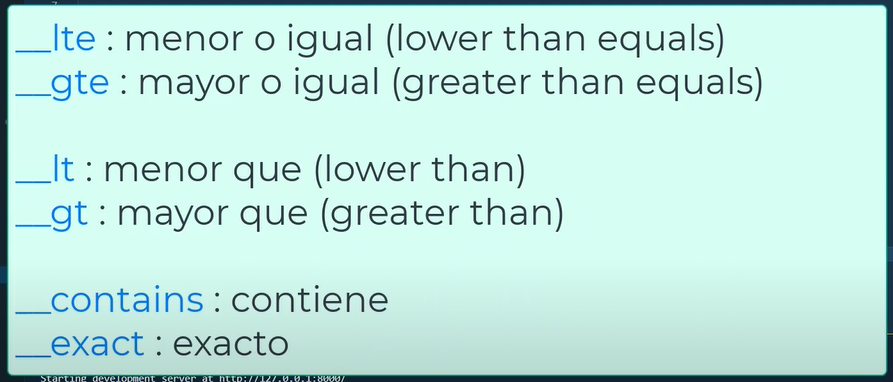 __lte : menor o igual (lower than equals)
__gte : mayor o igual (greater than equals)
__lt : menor que (lower than)
__gt : mayor que (greater than)
__contains : contiene
__exact : exacto
Starting development server at http://127.0.0.1:8000/